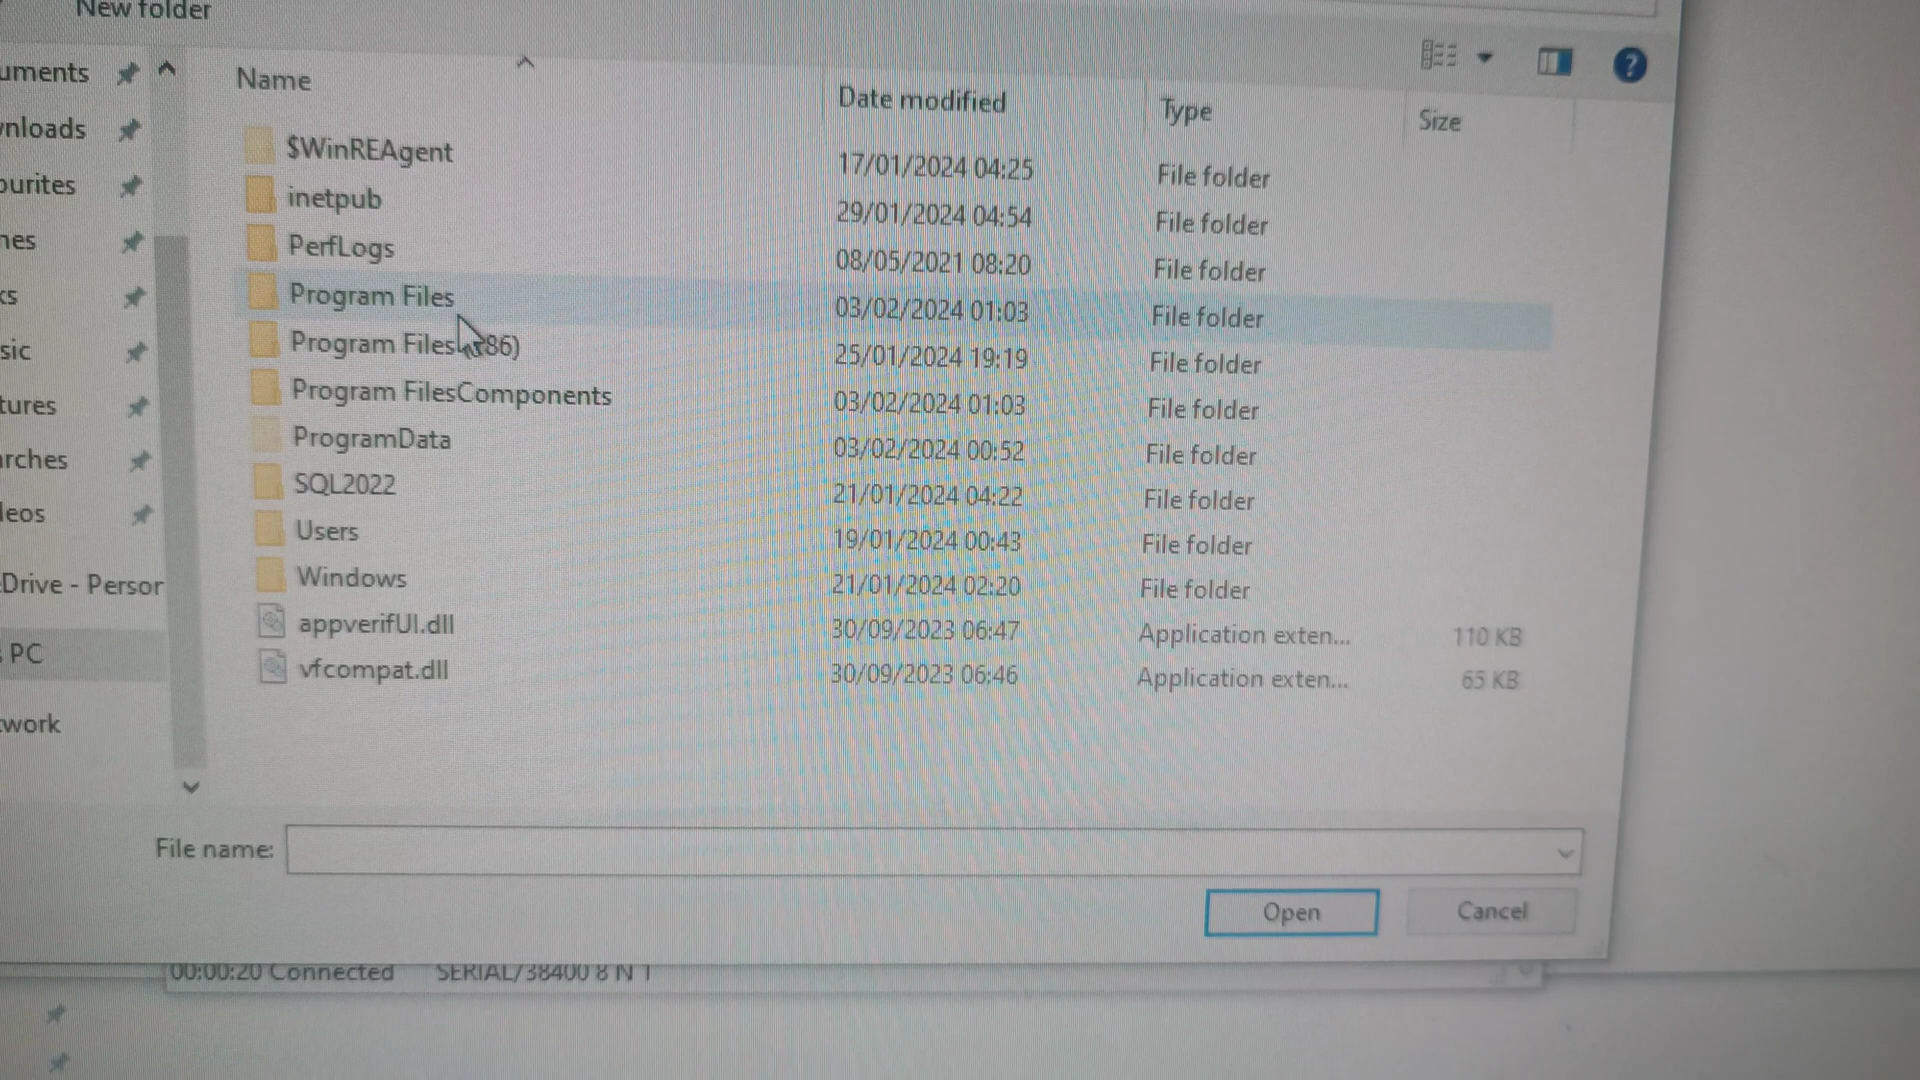 New folder
Name Date modified Type Size
uments
$WinREAgent 17/01/2024 04:25 File folder
nloads
inetpub 29/01/2024 04:54 File folder
ourites
PerfLogs 08/05/2021 08:20 File folder
nes
Program Files 03/02/2024 01:03 File folder
ks
Program Files (x86) 25/01/2024 19:19 File folder
sic
Program FilesComponents 03/02/2024 01:03 File folder
tures
ProgramData 03/02/2024 00:52 File folder
arches
SQL2022 21/01/2024 04:22 File folder
leos
Users 19/01/2024 00:43 File folder
Drive - Person
Windows 21/01/2024 02:20 File folder
appverifUI.dll 30/09/2023 06:47 Application exten... 110 KB
PC
vfcompat.dll 30/09/2023 06:46 Application exten... 65 KB
work
File name:
Open Cancel
00:00:20 Connected SERIAL/38400 8 N 1